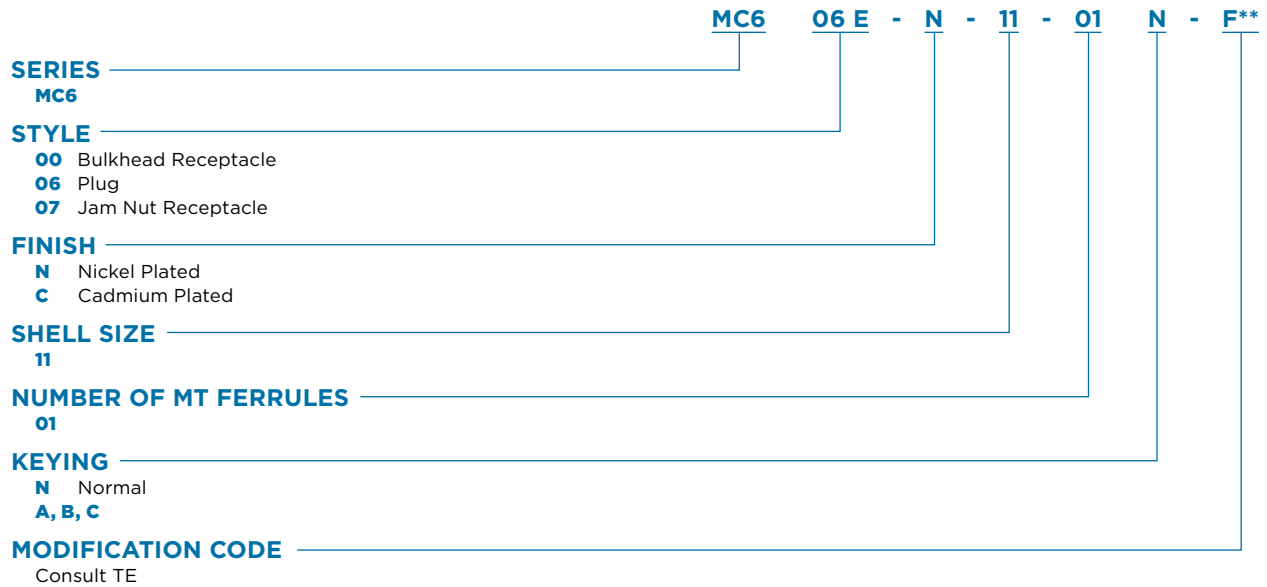 MC6 06 E - N - 11 - 01 N - F**
SERIES
MC6
STYLE
00 Bulkhead Receptacle
06 Plug
07 Jam Nut Receptacle
FINISH
N Nickel Plated
C Cadmium Plated
SHELL SIZE
11
NUMBER OF MT FERRULES
01
KEYING
N Normal
A, B, C
MODIFICATION CODE
Consult TE